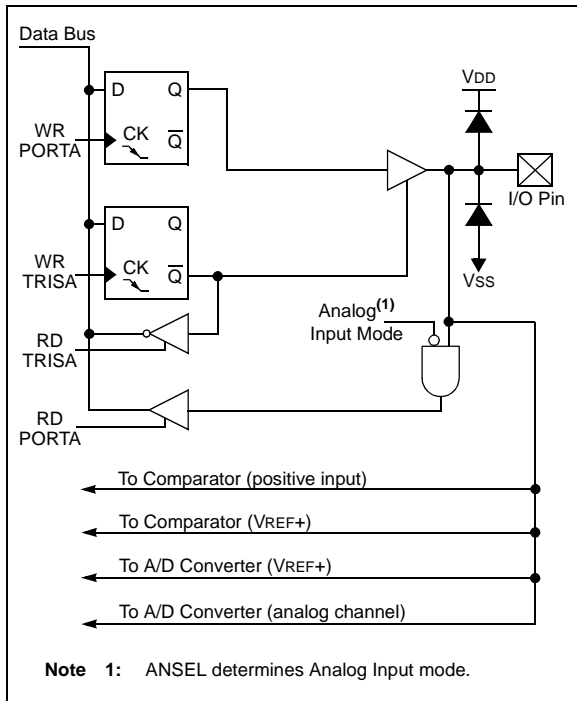 Data Bus
D Q
WR PORTA
CK Q
VDD
I/O Pin
VSS
D Q
WR TRISA
CK Q
Analog(1)
Input Mode
RD TRISA
RD PORTA
To Comparator (positive input)
To Comparator (VREF+)
To A/D Converter (VREF+)
To A/D Converter (analog channel)
Note 1: ANSEL determines Analog Input mode.